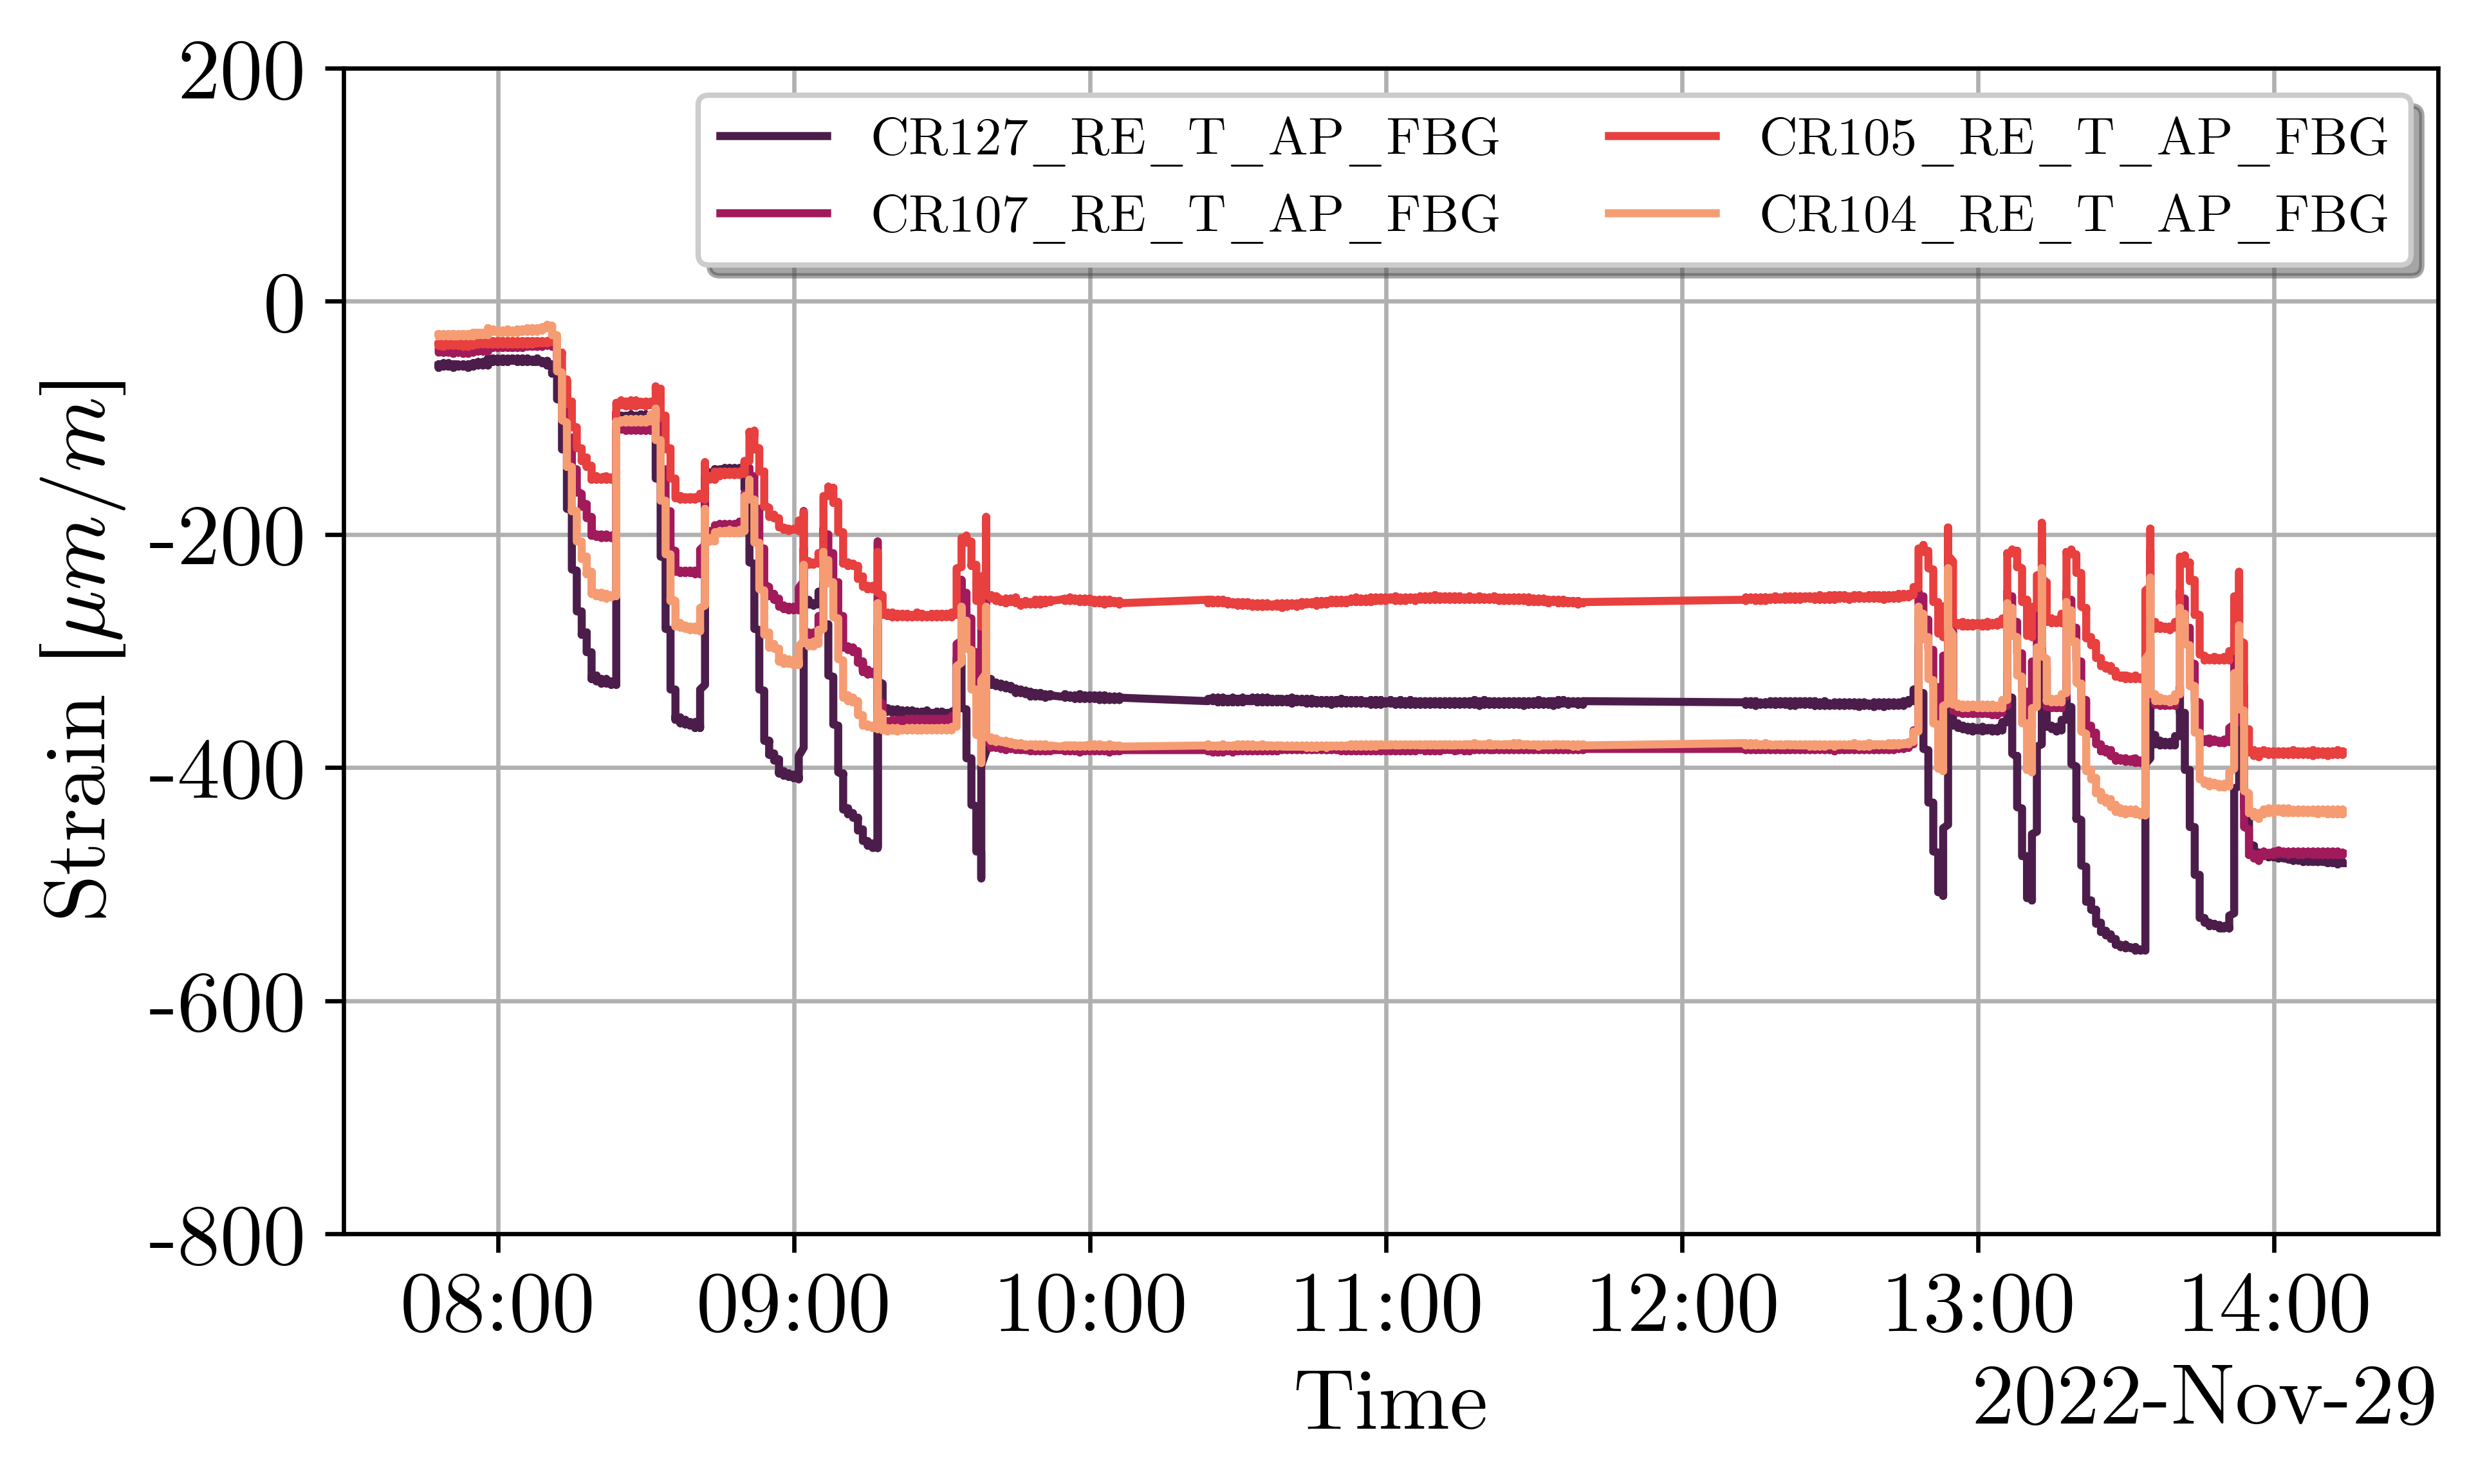 200
0
-200
-400
-600
-800
Strain [μm/m]
CR127_RE_T_AP_FBG
CR107_RE_T_AP_FBG
CR105_RE_T_AP_FBG
CR104_RE_T_AP_FBG
08:00 09:00 10:00 11:00 12:00 13:00 14:00
Time
2022-Nov-29